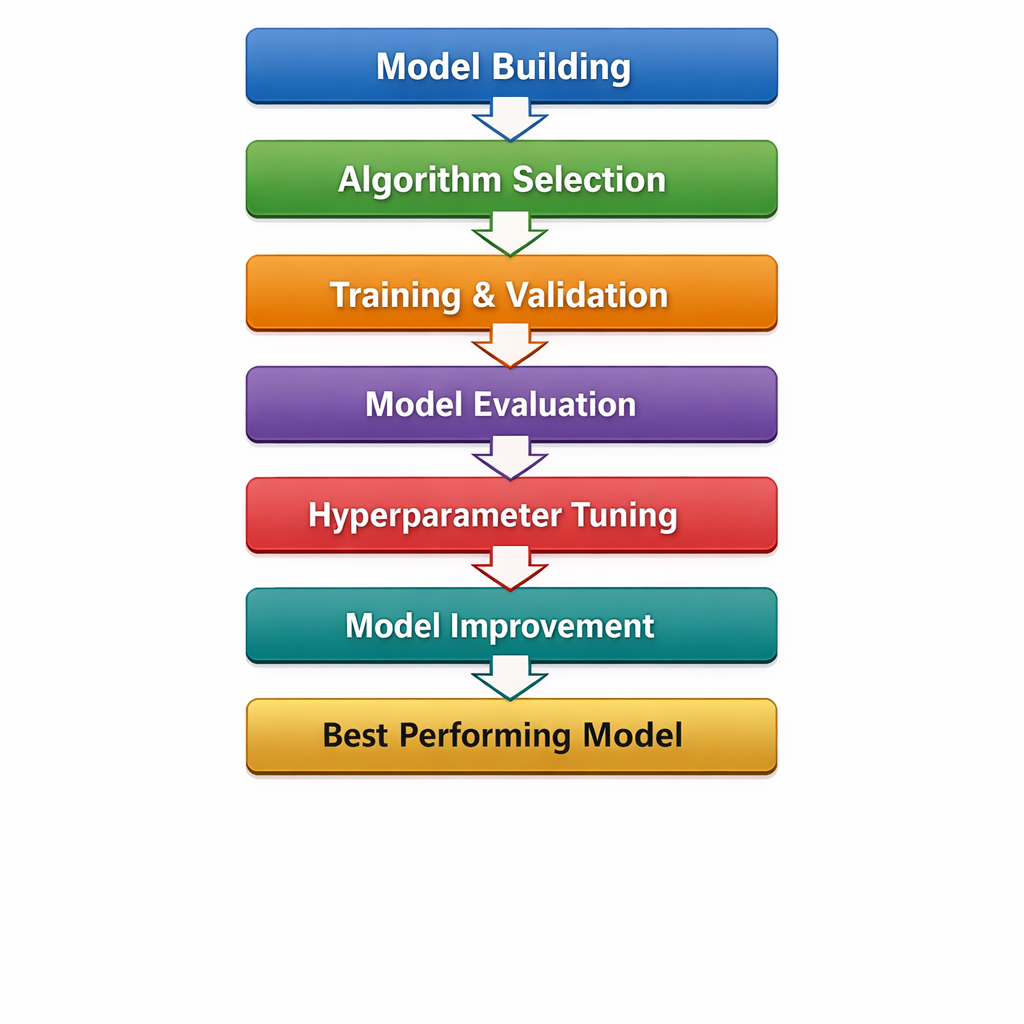 Model Building
Algorithm Selection
Training & Validation
Model Evaluation
Hyperparameter Tuning
Model Improvement
Best Performing Model